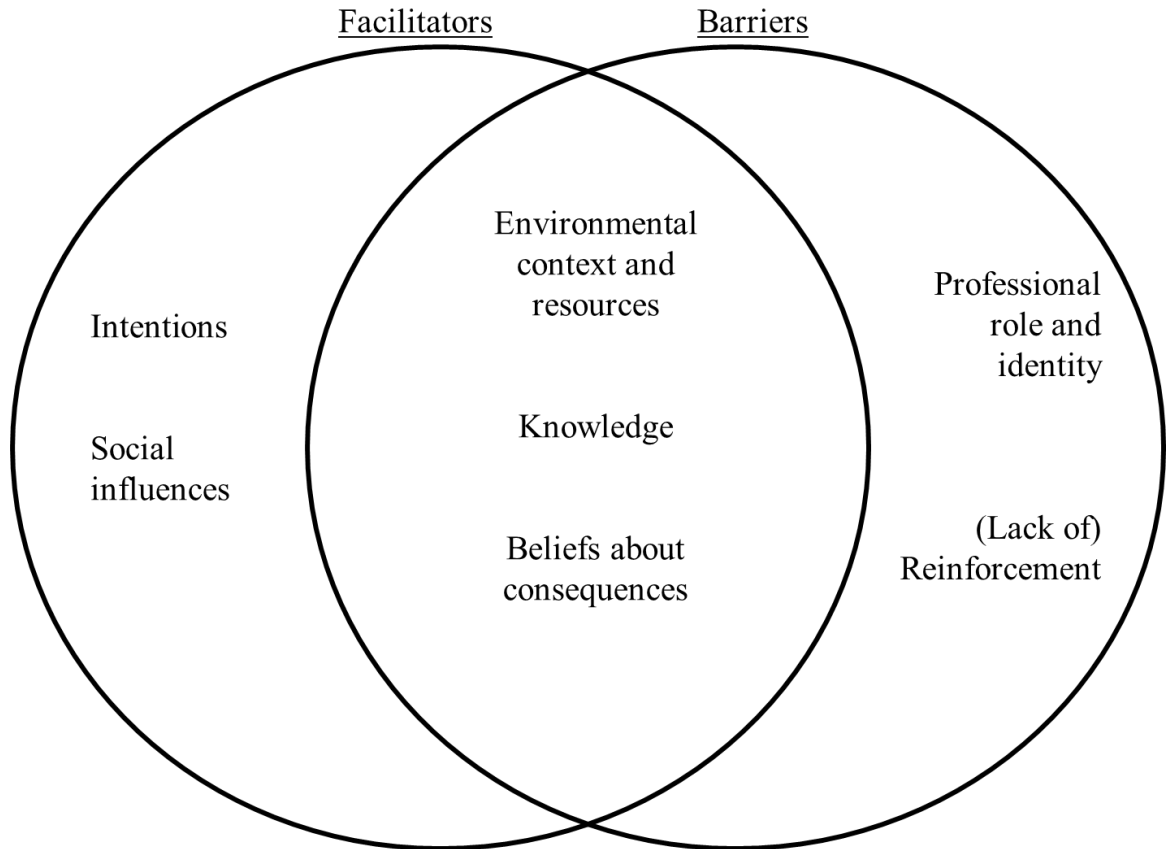 Facilitators
Barriers
Intentions
Social
influences
Environmental
context and
resources
Knowledge
Beliefs about
consequences
Professional
role and
identity
(Lack of)
Reinforcement